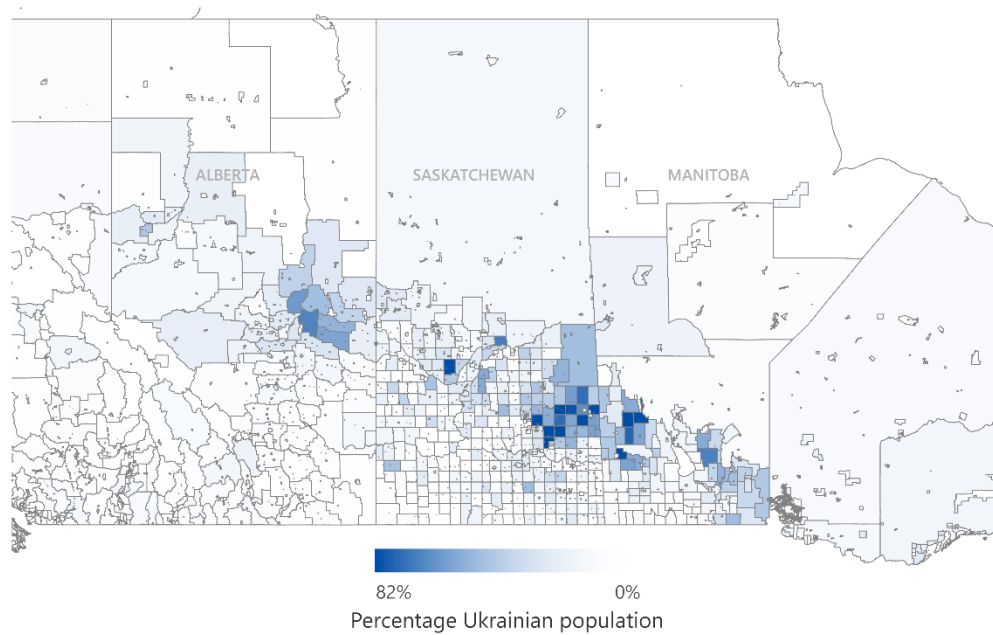 ALBERTA
SASKATCHEWAN
MANITOBA
82%
0%
Percentage Ukrainian population